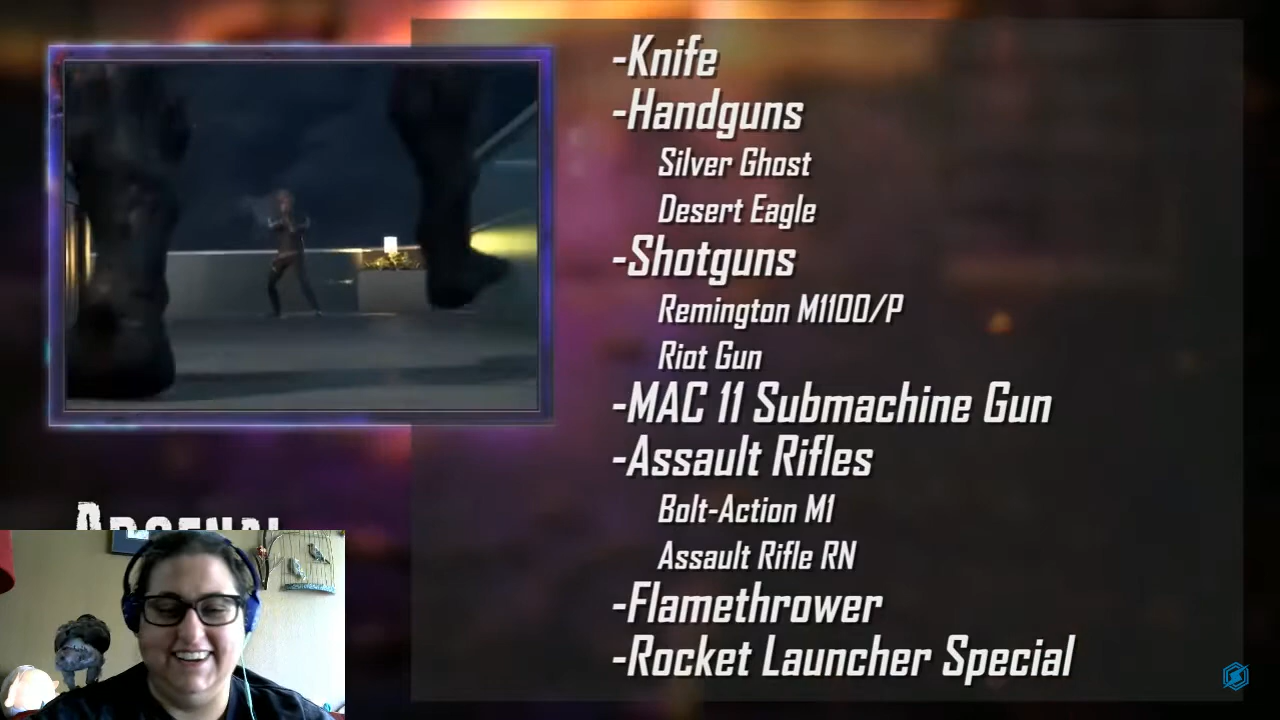 -Knife
-Handguns
Silver Ghost
Desert Eagle
-Shotguns
Remington M1100/P
Riot Gun
-MAC 11 Submachine Gun
-Assault Rifles
Bolt-Action M1
Assault Rifle RN
-Flamethrower
-Rocket Launcher Special
Arsenal